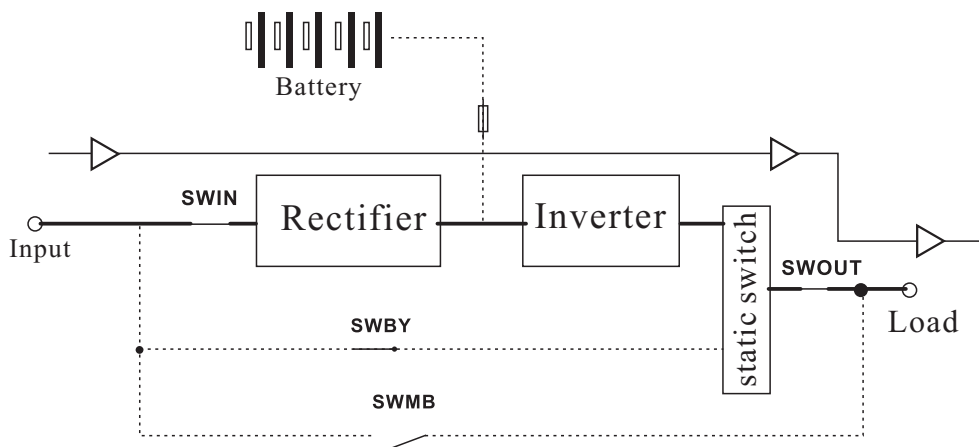 Battery
SWIN
Rectifier
Inverter
Input
static switch
SWOUT
SWBY
Load
SWMB